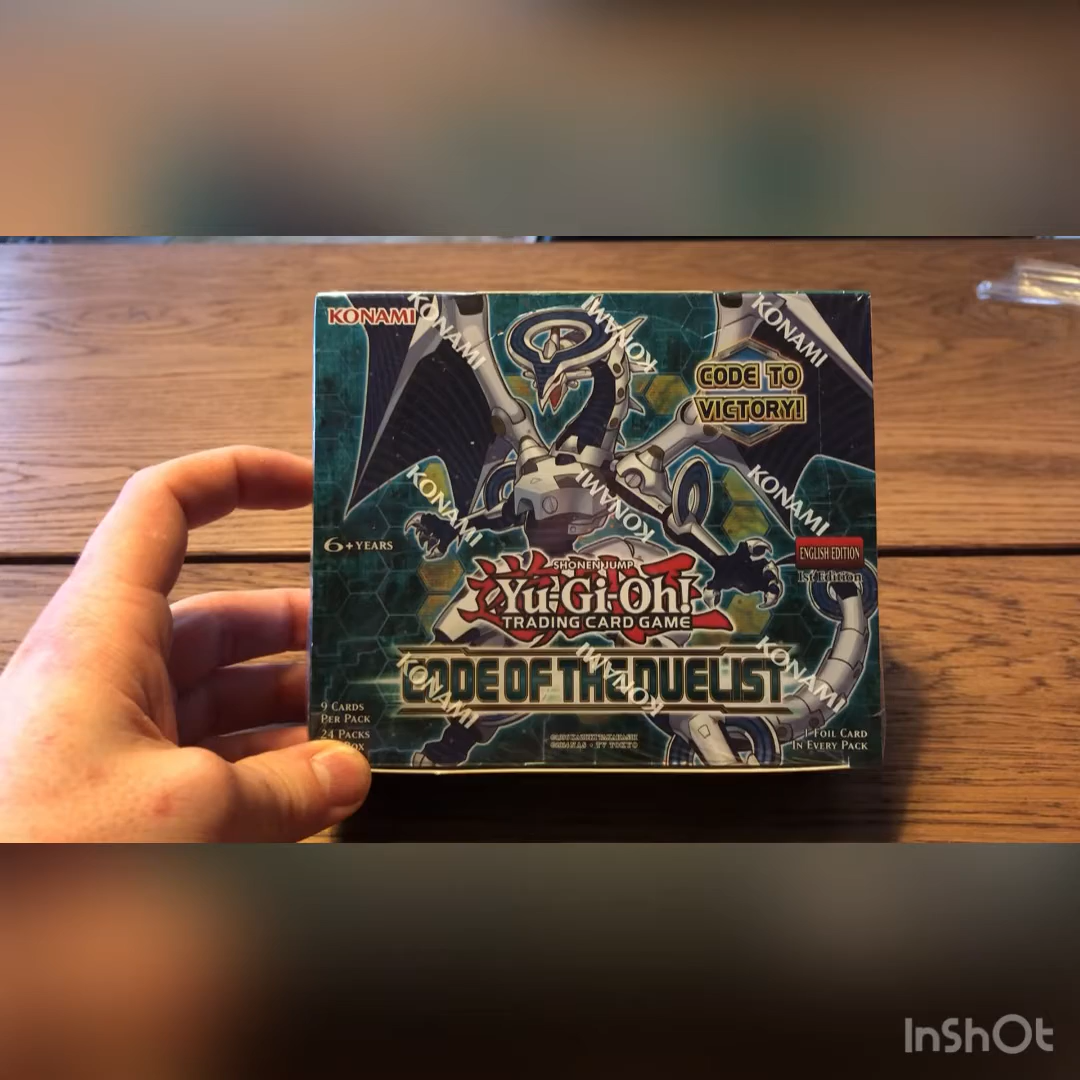 KONAMI
KONAMI
KONAMI
KONAMI
CODE TO
VICTORY!
KONAMI
KONAMI
KONAMI
6+ YEARS
ENGLISH EDITION
1st Edition
SHONEN JUMP
Yu-Gi-Oh!
TRADING CARD GAME
CODE OF THE DUELIST
KONAMI
KONAMI
KONAMI
9 CARDS
PER PACK
24 PACKS
BOX
1 FOIL CARD
IN EVERY PACK
InShOt